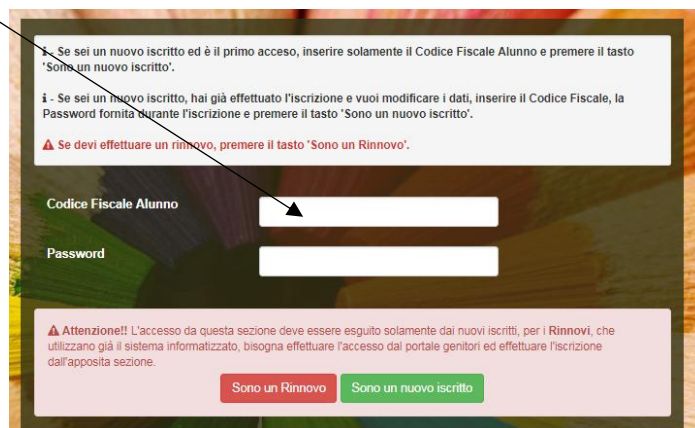 i - Se sei un nuovo iscritto ed è il primo accesso, inserire solamente il Codice Fiscale Alunno e premere il tasto
'Sono un nuovo iscritto'.
i - Se sei un nuovo iscritto, hai già effettuato l'iscrizione e vuoi modificare i dati, inserire il Codice Fiscale, la
Password fornita durante l'iscrizione e premere il tasto 'Sono un nuovo iscritto'.
Se devi effettuare un rinnovo, premere il tasto 'Sono un Rinnovo'.
Codice Fiscale Alunno
Password
Attenzione!! L'accesso da questa sezione deve essere esguito solamente dai nuovi iscritti, per i Rinnovi, che
utilizzano già il sistema informatizzato, bisogna effettuare l'accesso dal portale genitori ed effettuare l'iscrizione
dall'apposita sezione.
Sono un Rinnovo Sono un nuovo iscritto